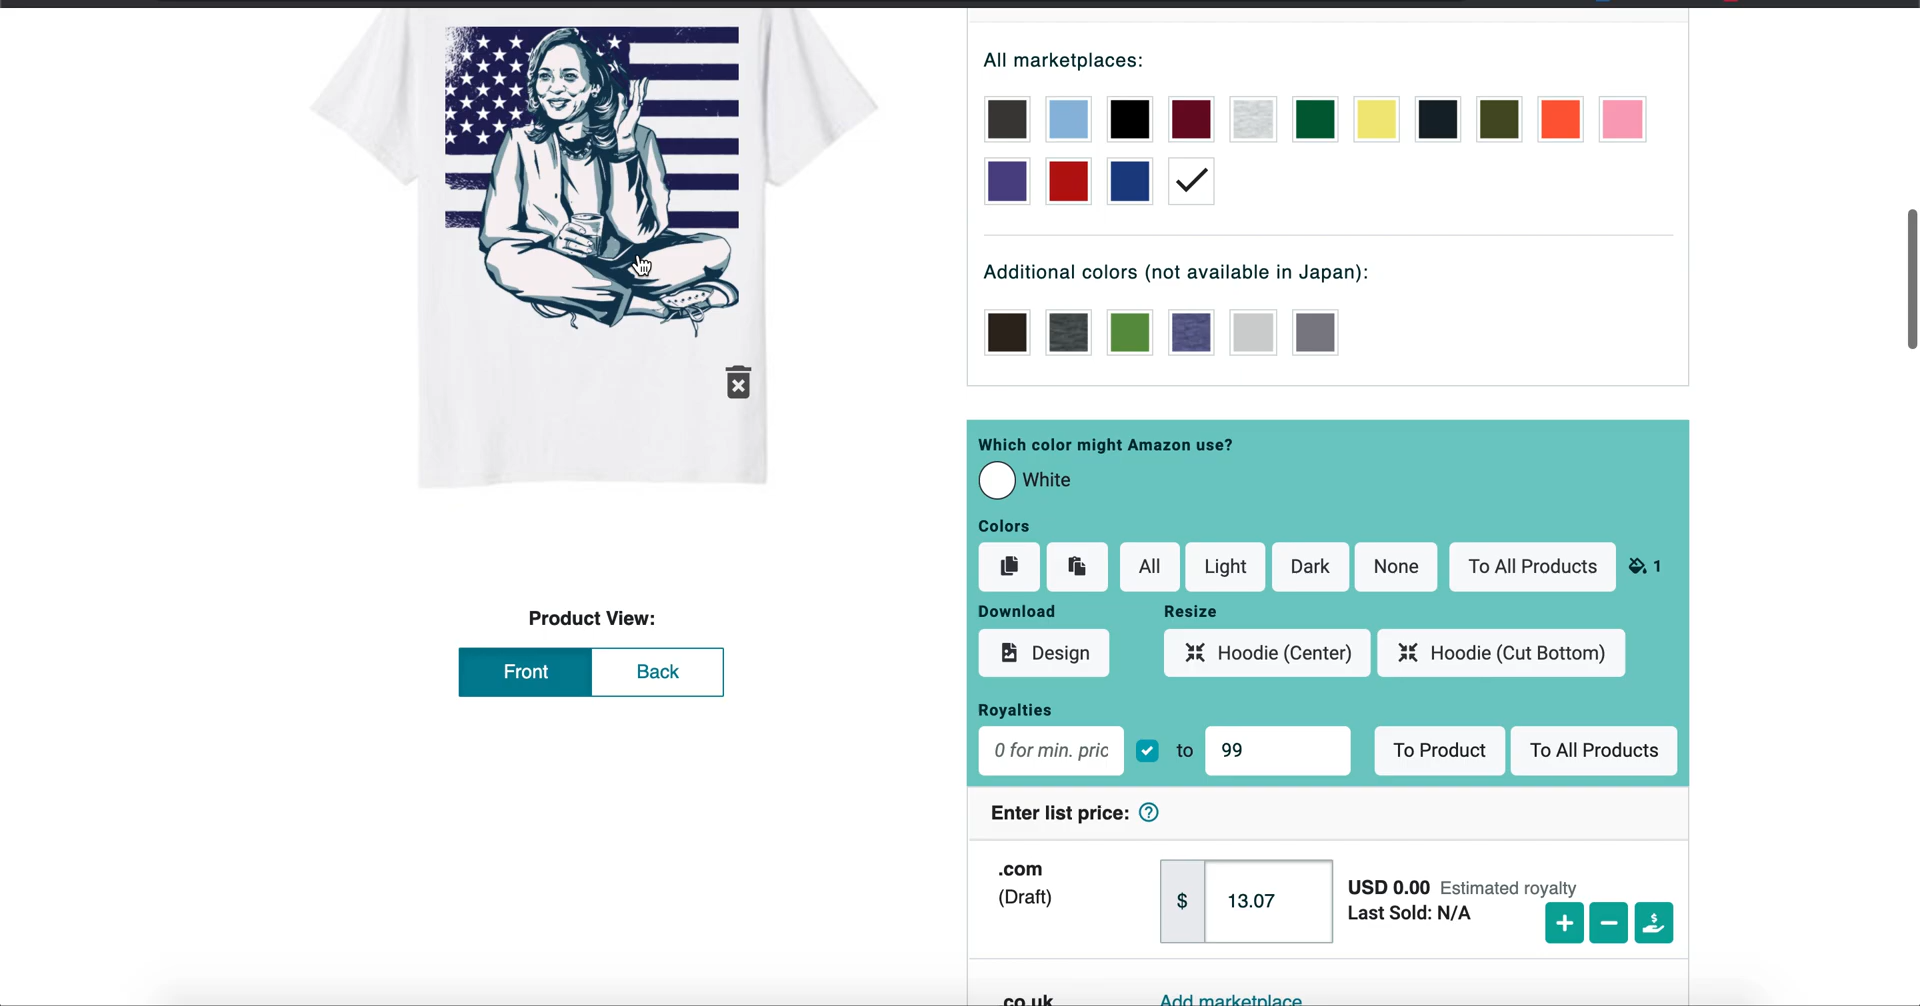 All marketplaces:
Additional colors (not available in Japan):
Which color might Amazon use?
White
Colors
All Light Dark None To All Products 1
Download Resize
Design Hoodie (Center) Hoodie (Cut Bottom)
Product View:
Front Back
Royalties
0 for min. pric to 99 To Product To All Products
Enter list price: ?
.com
(Draft)
$ 13.07
USD 0.00 Estimated royalty
Last Sold: N/A
.co.uk Add marketplace